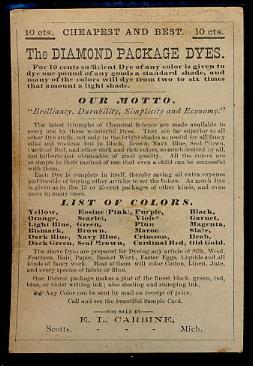 10 cts. CHEAPEST AND BEST. 10 cts.
The DIAMOND PACKAGE DYES.
For 10 cents sufficient Dye of any color is given to
dye one pound of any goods a standard shade, and
many of the colors will dye from two to six times
that amount a light shade.
OUR MOTTO.
"Brilliancy, Durability, Simplicity and Economy."
The latest triumphs of Chemical Science are made available to
every one by these wonderful Dyes. They are far superior to all
other Dye stuffs, not only in the bright shades so useful for fancy
silks and woolens but in Black, Brown, Navy Blue, Seal Brown,
Cardinal Red, and other dark and rich colors, so much desired by all,
but hitherto not obtainable of good quality. All the colors are
so simple in their method of use that even a child can be successful
with them.
Each Dye is complete in itself, thereby saving all extra expense
and trouble of buying other articles to set the colors. As much Dye
is given as in the 15 or 25-cent packages of other kinds, and even
more in many cases.
LIST OF COLORS.
Yellow, Eosine (Pink), Purple, Black,
Orange, Scarlet, Violet, Garnet,
Light Blue, Green, Magenta,
Bismarck, Brown, Slate,
Dark Blue, Navy Blue, Crimson, Drab,
Dark Green, Seal Brown, Cardinal Red, Old Gold.
The above Dyes are prepared for Dyeing any article of Silk, Wool,
Feathers, Hair, Paper, Basket Work, Easter Eggs, Liquids and all
kinds of fancy work. Most of them will color Cotton, Linen, Jute,
and every species of fabric or fibre.
One 10-cent package makes a pint of the finest black, green, red,
blue, or violet writing ink; also shading and stamping ink.
Any Color can be sent by mail on receipt of price.
Call and see the beautiful Sample Card.
FOR SALE BY
E. L. CARBINE,
Scotts. - - - Mich.